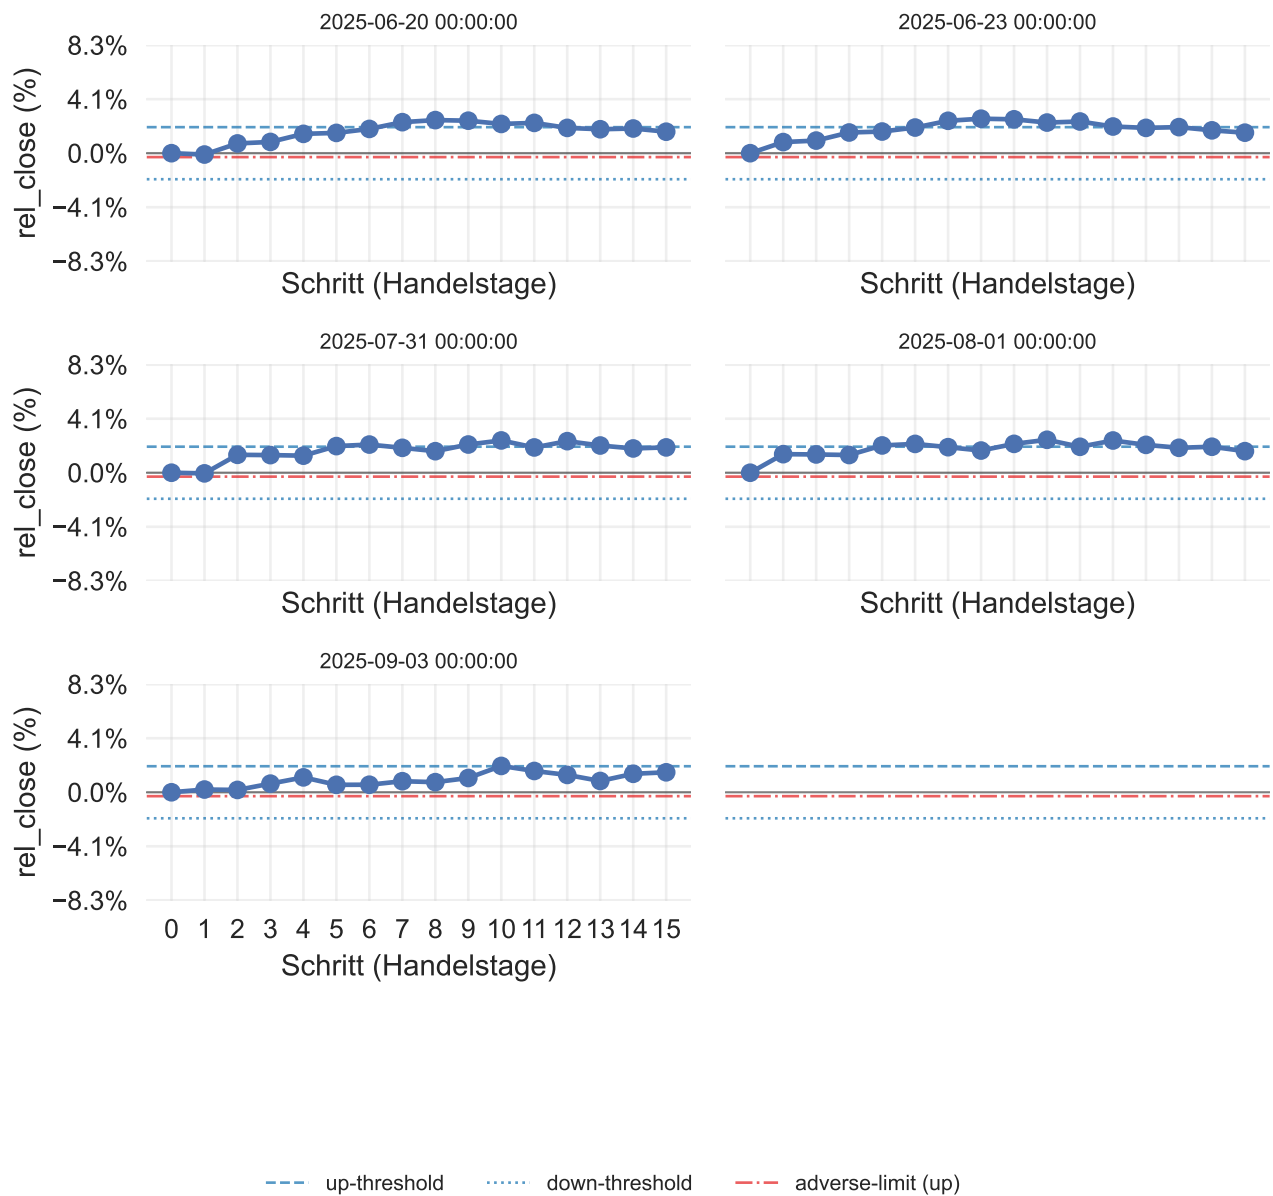 2025-06-20 00:00:00
2025-06-23 00:00:00
8.3%
4.1%
0.0%
−4.1%
−8.3%
rel_close (%)
Schritt (Handelstage)
Schritt (Handelstage)
2025-07-31 00:00:00
2025-08-01 00:00:00
8.3%
4.1%
0.0%
−4.1%
−8.3%
rel_close (%)
Schritt (Handelstage)
Schritt (Handelstage)
2025-09-03 00:00:00
8.3%
4.1%
0.0%
−4.1%
−8.3%
rel_close (%)
0 1 2 3 4 5 6 7 8 9 10 11 12 13 14 15
Schritt (Handelstage)
up-threshold down-threshold adverse-limit (up)